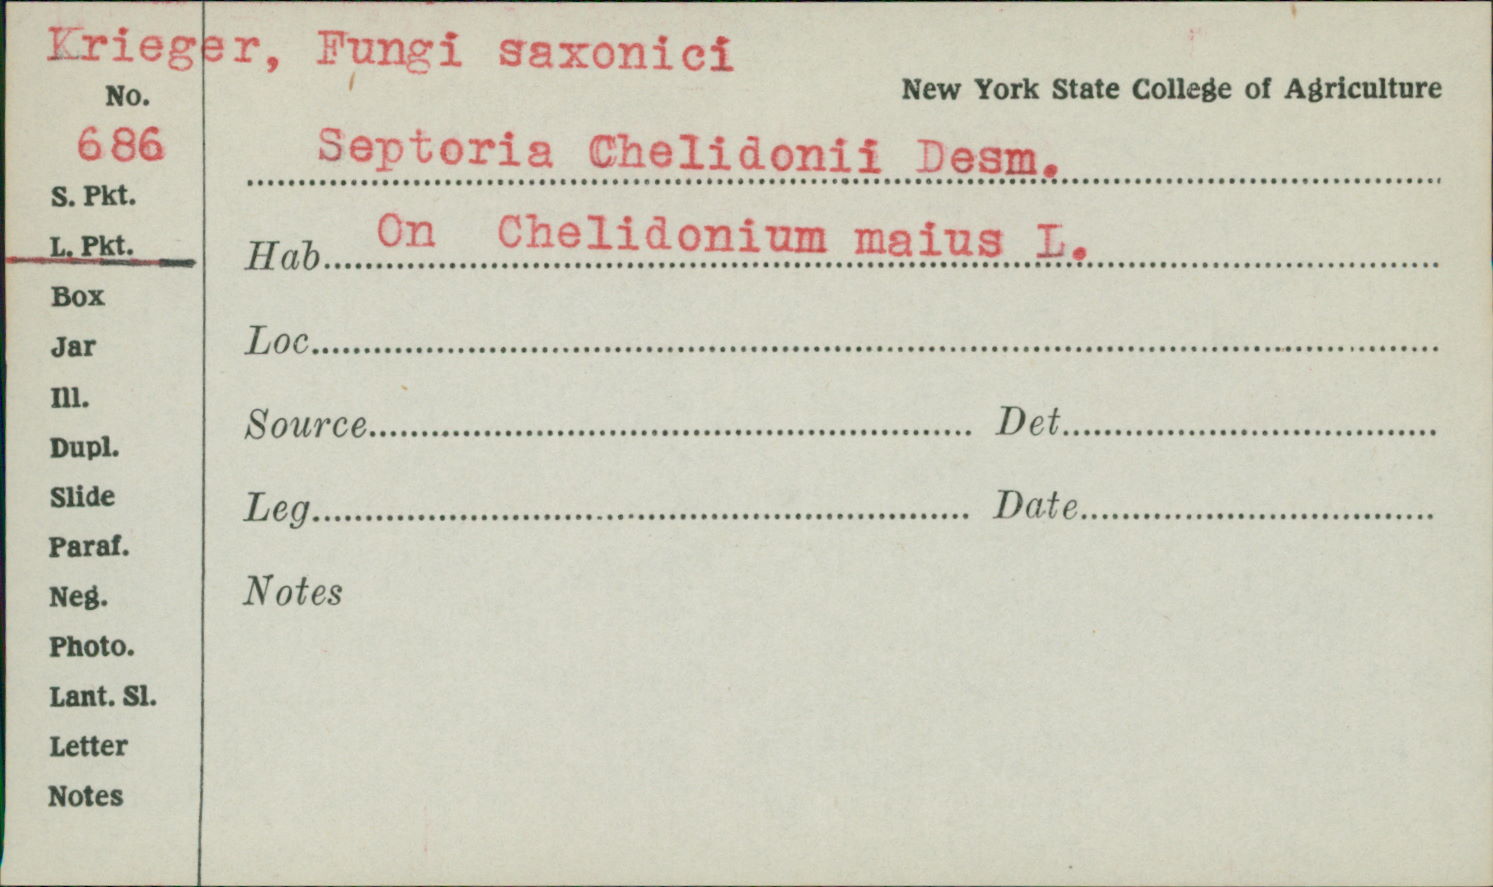 Krieger, Fungi saxonici
New York State College of Agriculture
No.
686
Septoria Chelidonii Desm.
S. Pkt.
L. Pkt.
Hab. On Chelidonium maius L.
Box
Jar
Loc.
Ill.
Source Det.
Dupl.
Slide
Leg. Date
Paraf.
Neg.
Notes
Photo.
Lant. Sl.
Letter
Notes